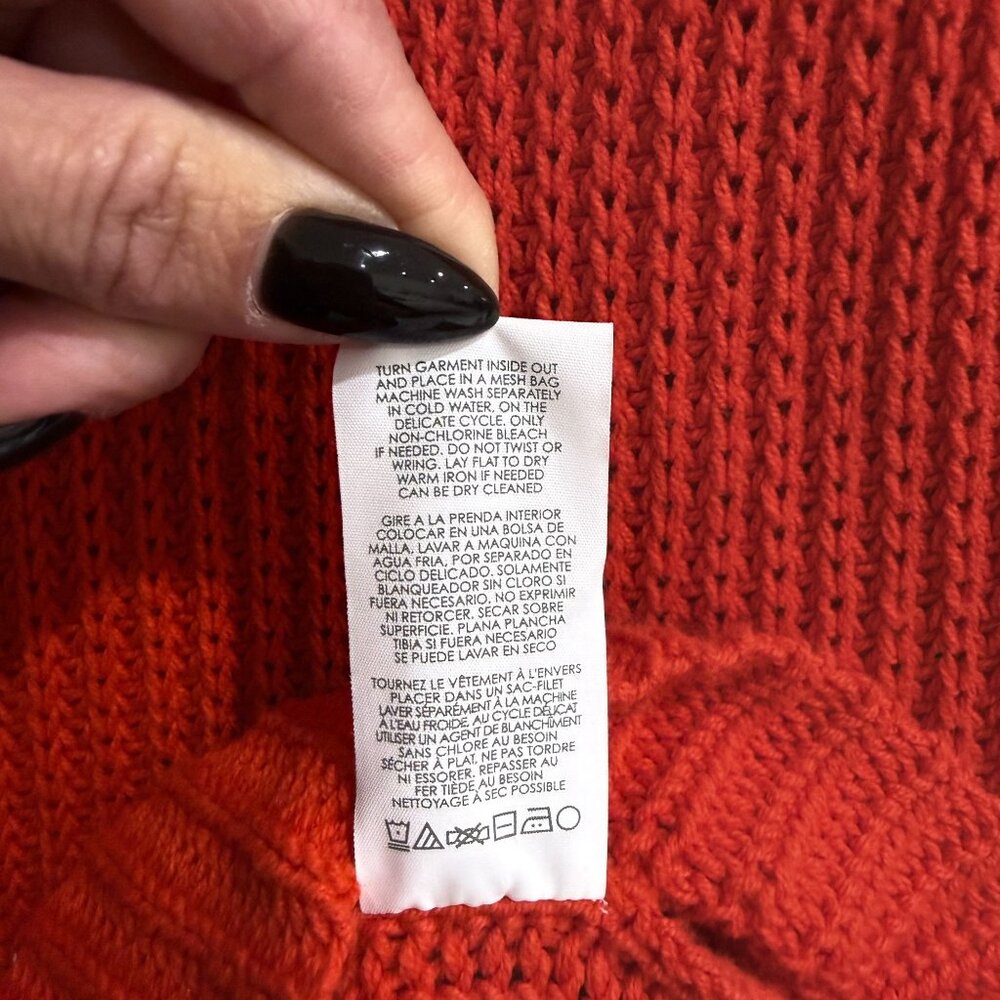 TURN GARMENT INSIDE OUT
AND PLACE IN A MESH BAG
MACHINE WASH SEPARATELY
IN COLD WATER, ON THE
DELICATE CYCLE. ONLY
NON-CHLORINE BLEACH
IF NEEDED. DO NOT TWIST OR
WRING. LAY FLAT TO DRY
WARM IRON IF NEEDED
CAN BE DRY CLEANED
GIRE A LA PRENDA INTERIOR
COLOCAR EN UNA BOLSA DE
MALLA. LAVAR A MAQUINA CON
AGUA FRIA, POR SEPARADO EN
CICLO DELICADO. SOLAMENTE
BLANQUEADOR SIN CLORO SI
FUERA NECESARIO. NO EXPRIMIR
NI RETORCER. SECAR SOBRE
SUPERFICIE. PLANA PLANCHA
TIBIA SI FUERA NECESARIO
SE PUEDE LAVAR EN SECO
TOURNEZ LE VÊTEMENT À L'ENVERS
PLACER DANS UN SAC-FILET
LAVER SÉPARÉMENT À LA MACHINE
À L'EAU FROIDE, AU CYCLE DÉLICAT
UTILISER UN AGENT DE BLANCHIMENT
SANS CHLORE AU BESOIN
SÉCHER À PLAT, NE PAS TORDRE
NI ESSORER. REPASSER AU
FER TIÈDE AU BESOIN
NETTOYAGE À SEC POSSIBLE